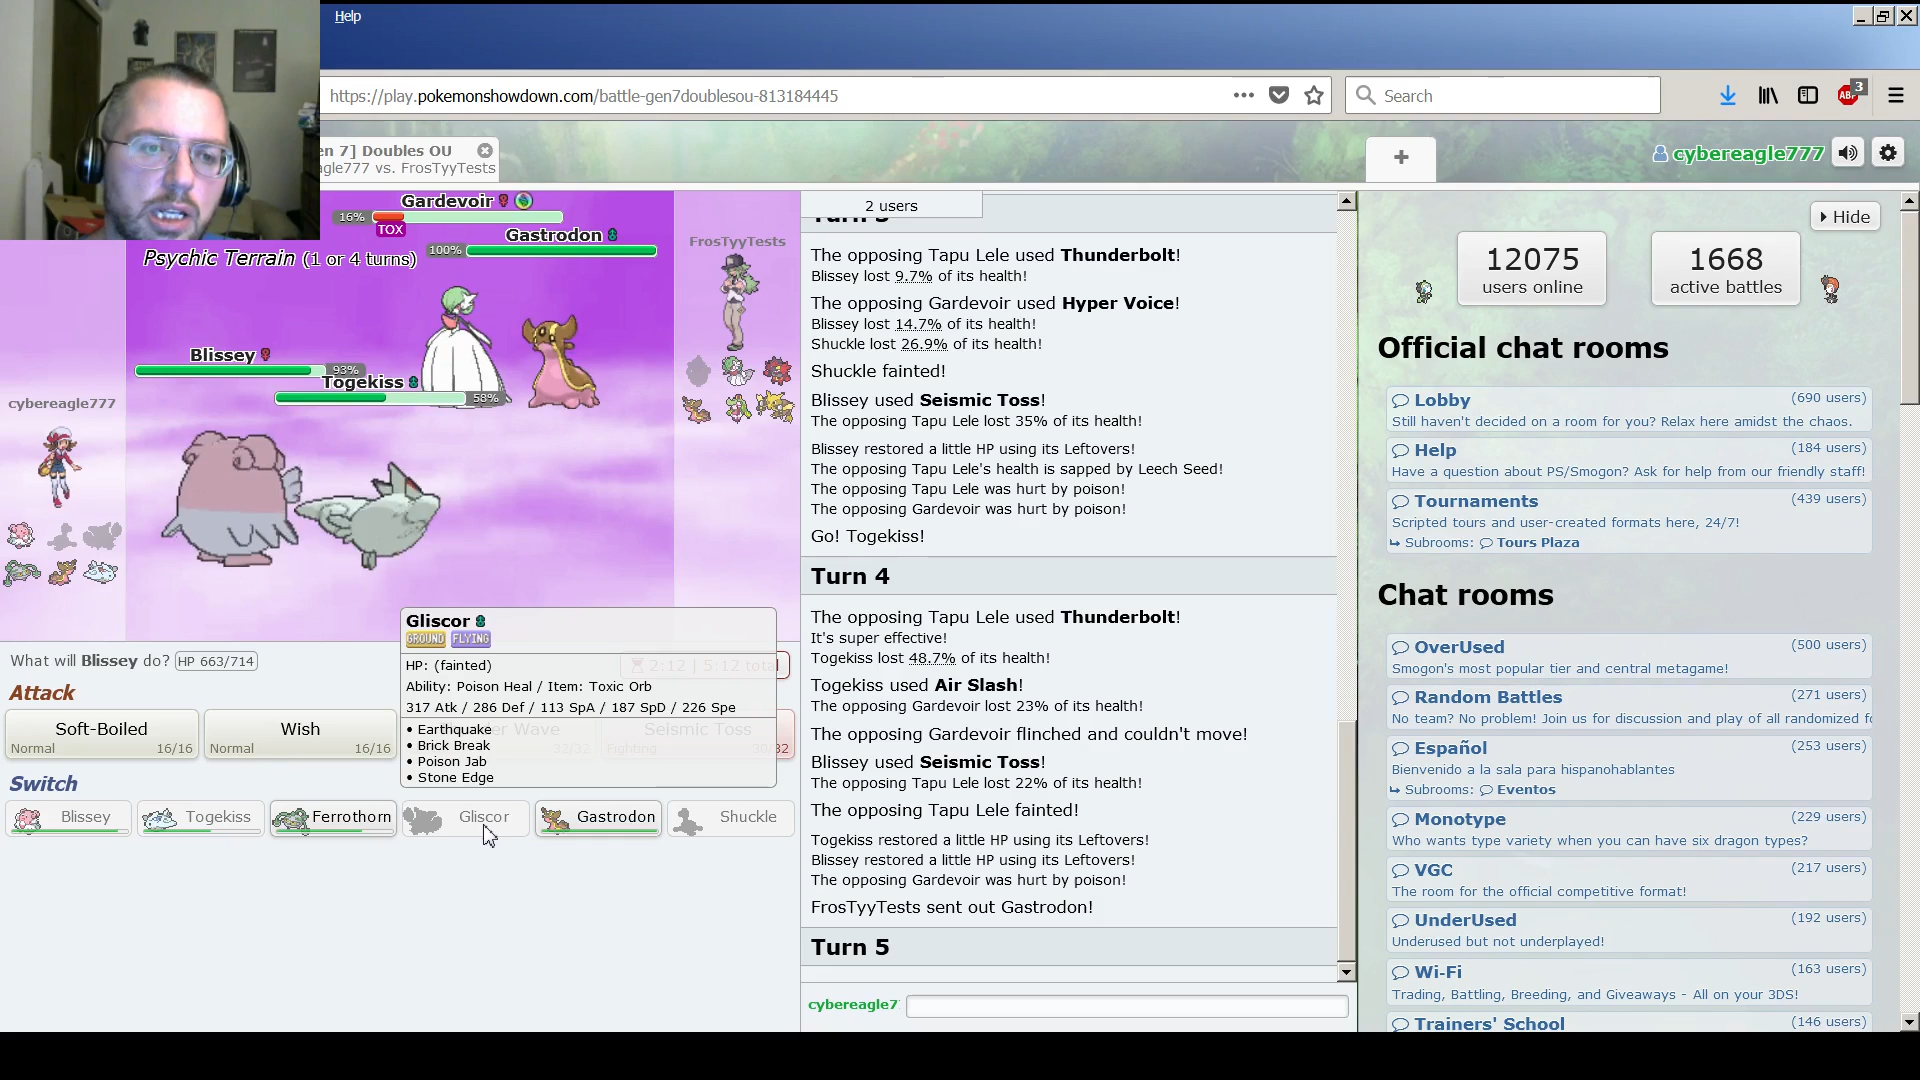 Help
https://play.pokemonshowdown.com/battle-gen7doublesou-813184445
Search
ABP
3
en 7] Doubles OU
agle777 vs. FrosTyyTests
+
cybereagle777
Gardevoir
16%
TOX
Gastrodon
100%
Psychic Terrain (1 or 4 turns)
Blissey
93%
Togekiss
58%
cybereagle777
FrosTyyTests
What will Blissey do? HP 663/714
2:12 | 5:12 total
Attack
Soft-Boiled
Normal 16/16
Wish
Normal 16/16
Thunder Wave
32/32
Seismic Toss
Fighting 30/32
Gliscor
GROUND FLYING
HP: (fainted)
Ability: Poison Heal / Item: Toxic Orb
317 Atk / 286 Def / 113 SpA / 187 SpD / 226 Spe
• Earthquake
• Brick Break
• Poison Jab
• Stone Edge
Switch
Blissey
Togekiss
Ferrothorn
Gliscor
Gastrodon
Shuckle
2 users
The opposing Tapu Lele used Thunderbolt!
Blissey lost 9.7% of its health!
The opposing Gardevoir used Hyper Voice!
Blissey lost 14.7% of its health!
Shuckle lost 26.9% of its health!
Shuckle fainted!
Blissey used Seismic Toss!
The opposing Tapu Lele lost 35% of its health!
Blissey restored a little HP using its Leftovers!
The opposing Tapu Lele's health is sapped by Leech Seed!
The opposing Tapu Lele was hurt by poison!
The opposing Gardevoir was hurt by poison!
Go! Togekiss!
Turn 4
The opposing Tapu Lele used Thunderbolt!
It's super effective!
Togekiss lost 48.7% of its health!
Togekiss used Air Slash!
The opposing Gardevoir lost 23% of its health!
The opposing Gardevoir flinched and couldn't move!
Blissey used Seismic Toss!
The opposing Tapu Lele lost 22% of its health!
The opposing Tapu Lele fainted!
Togekiss restored a little HP using its Leftovers!
Blissey restored a little HP using its Leftovers!
The opposing Gardevoir was hurt by poison!
FrosTyyTests sent out Gastrodon!
Turn 5
cybereagle7
Hide
12075
users online
1668
active battles
Official chat rooms
Lobby (690 users)
Still haven't decided on a room for you? Relax here amidst the chaos.
Help (184 users)
Have a question about PS/Smogon? Ask for help from our friendly staff!
Tournaments (439 users)
Scripted tours and user-created formats here, 24/7!
↳ Subrooms: Tours Plaza
Chat rooms
OverUsed (500 users)
Smogon's most popular tier and central metagame!
Random Battles (271 users)
No team? No problem! Join us for discussion and play of all randomized fo
Español (253 users)
Bienvenido a la sala para hispanohablantes
↳ Subrooms: Eventos
Monotype (229 users)
Who wants type variety when you can have six dragon types?
VGC (217 users)
The room for the official competitive format!
UnderUsed (192 users)
Underused but not underplayed!
Wi-Fi (163 users)
Trading, Battling, Breeding, and Giveaways - All on your 3DS!
Trainers' School (146 users)